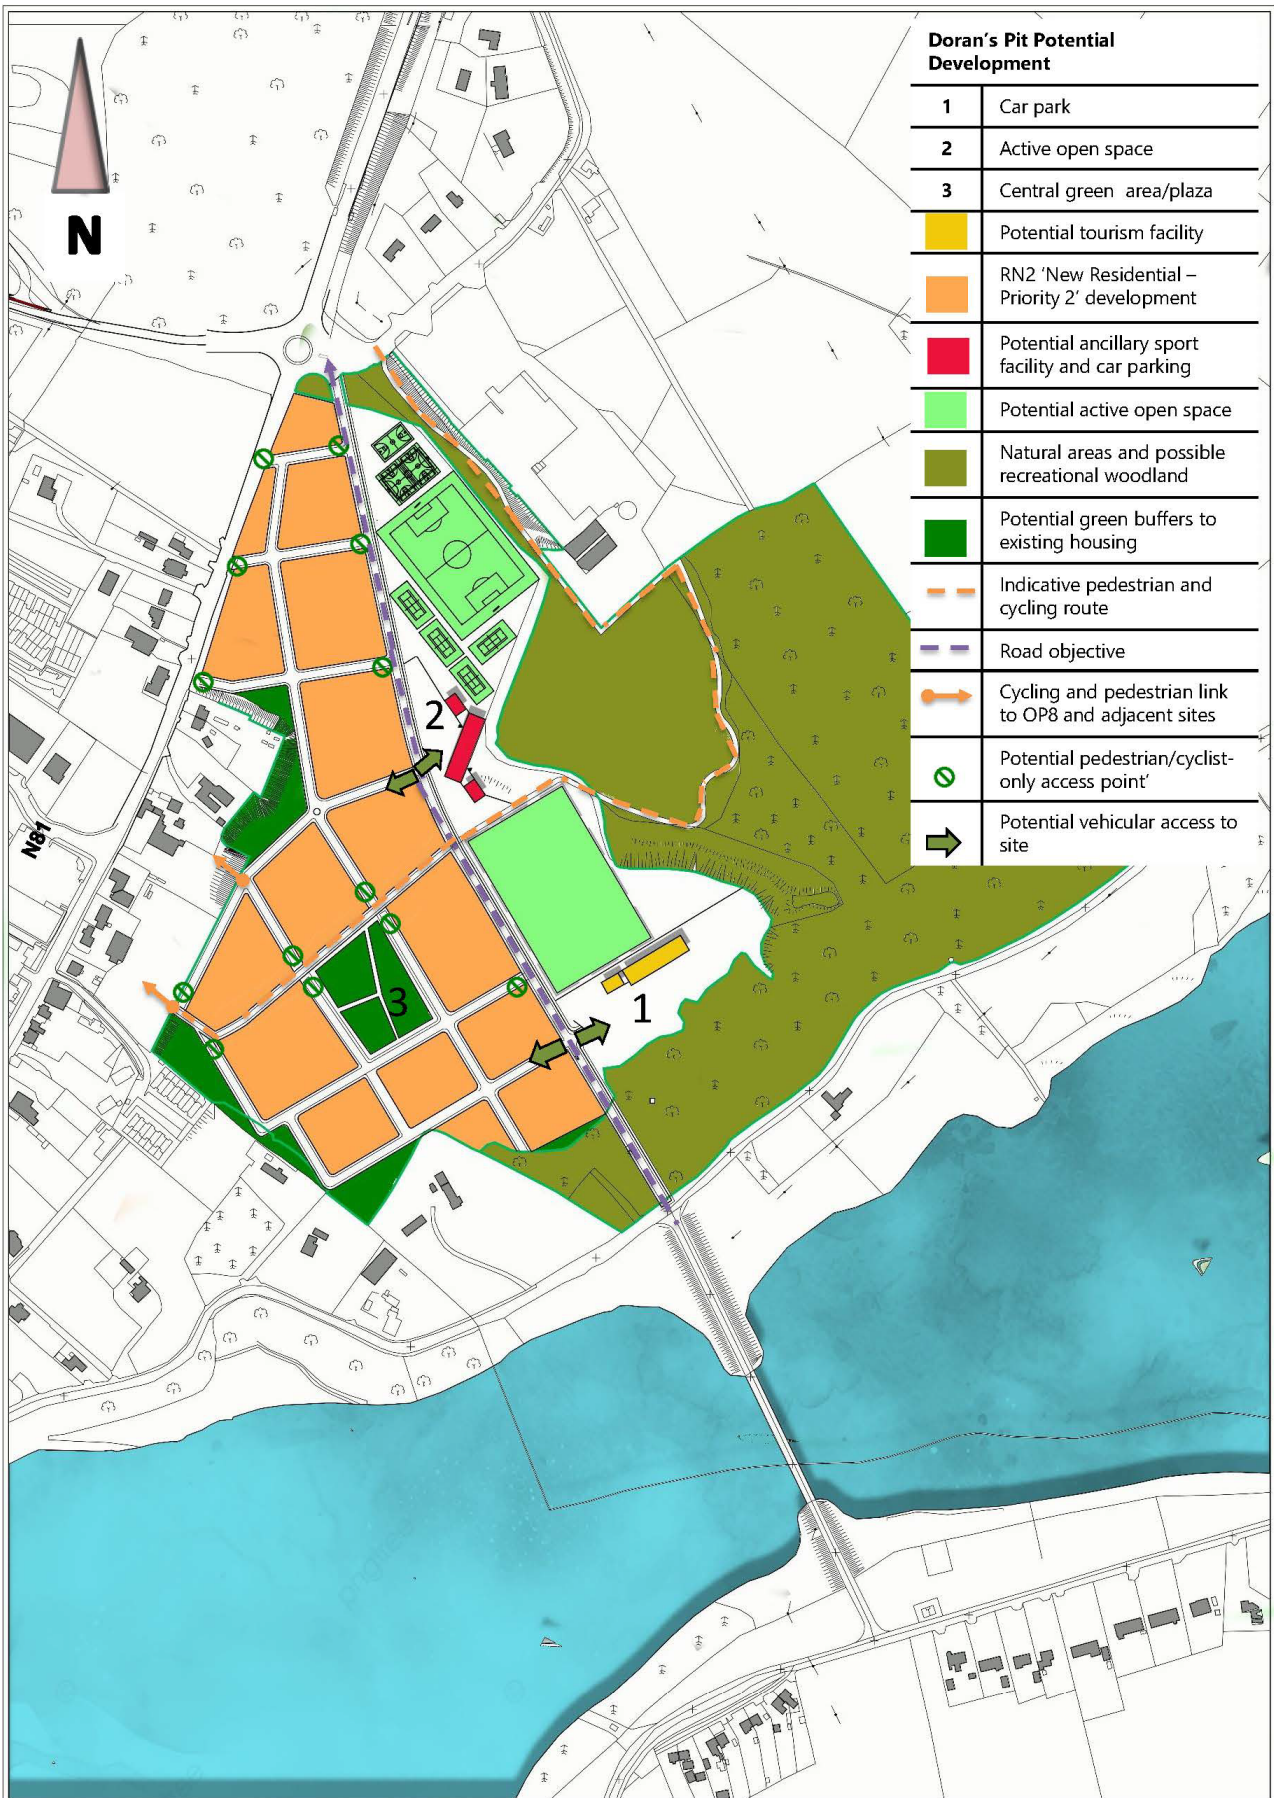 Doran's Pit Potential
Development
1 Car park
2 Active open space
3 Central green area/plaza
Potential tourism facility
RN2 ‘New Residential –
Priority 2’ development
Potential ancillary sport
facility and car parking
Potential active open space
Natural areas and possible
recreational woodland
Potential green buffers to
existing housing
Indicative pedestrian and
cycling route
Road objective
Cycling and pedestrian link
to OP8 and adjacent sites
Potential pedestrian/cyclist-
only access point’
Potential vehicular access to
site
N
2
N81
3
1